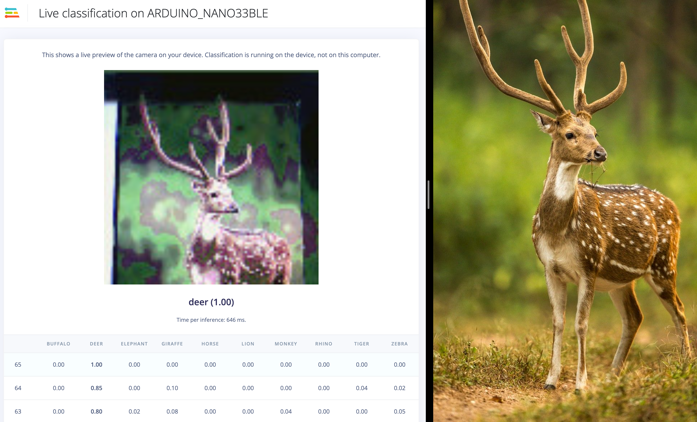 Live classification on ARDUINO_NANO33BLE
This shows a live preview of the camera on your device. Classification is running on the device, not on this computer.
deer (1.00)
Time per inference: 646 ms.
BUFFALO DEER ELEPHANT GIRAFFE HORSE LION MONKEY RHINO TIGER ZEBRA
65 0.00 1.00 0.00 0.00 0.00 0.00 0.00 0.00 0.00 0.00
64 0.00 0.85 0.00 0.10 0.00 0.00 0.00 0.00 0.04 0.02
63 0.00 0.80 0.02 0.08 0.00 0.00 0.04 0.00 0.00 0.05